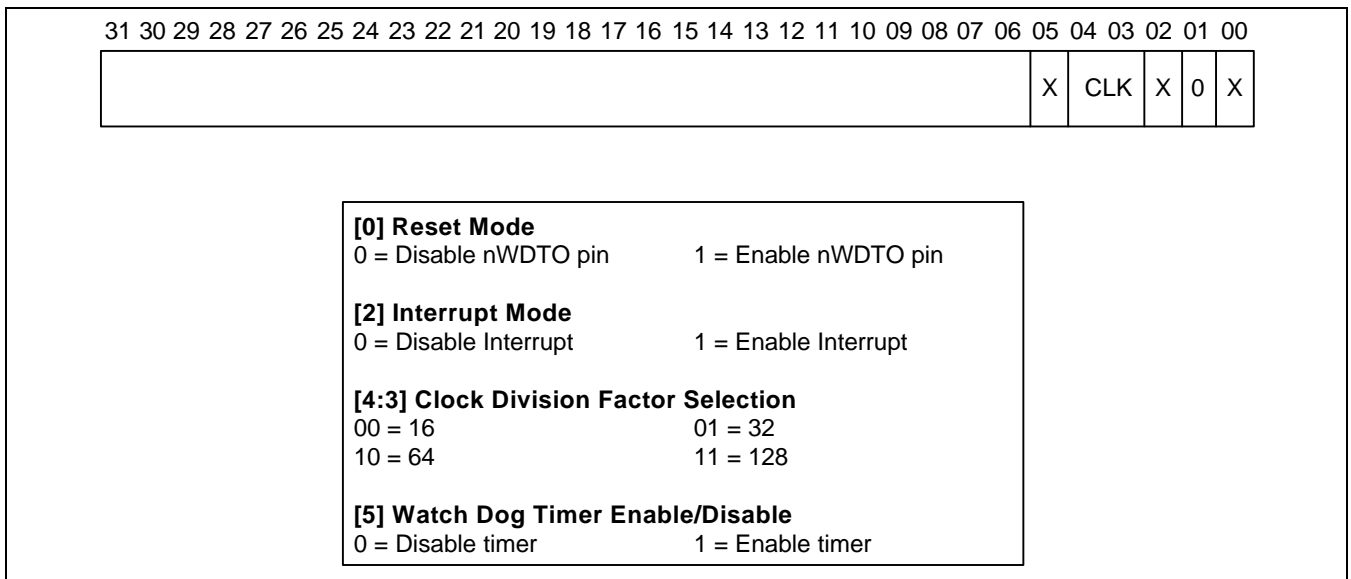 31 30 29 28 27 26 25 24 23 22 21 20 19 18 17 16 15 14 13 12 11 10 09 08 07 06 05 04 03 02 01 00
X CLK X 0 X
[0] Reset Mode
0 = Disable nWDTO pin 1 = Enable nWDTO pin
[2] Interrupt Mode
0 = Disable Interrupt 1 = Enable Interrupt
[4:3] Clock Division Factor Selection
00 = 16 01 = 32
10 = 64 11 = 128
[5] Watch Dog Timer Enable/Disable
0 = Disable timer 1 = Enable timer